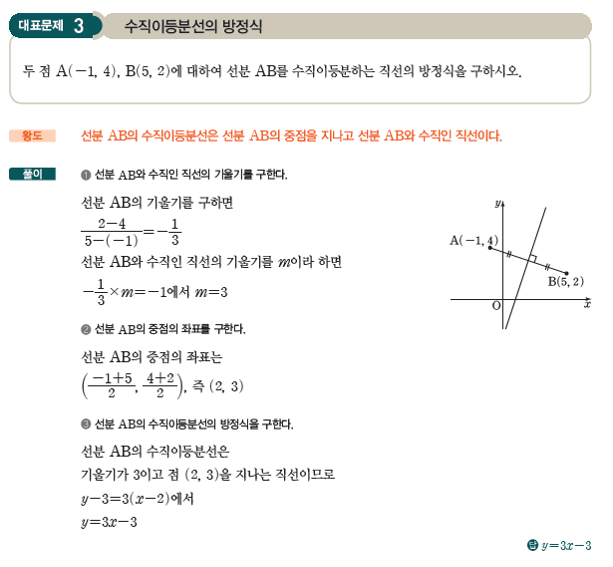 대표문제 3 수직이등분선의 방정식
두 점 A(−1, 4), B(5, 2)에 대하여 선분 AB를 수직이등분하는 직선의 방정식을 구하시오.
왕도 선분 AB의 수직이등분선은 선분 AB의 중점을 지나고 선분 AB와 수직인 직선이다.
풀이 ❶ 선분 AB와 수직인 직선의 기울기를 구한다.
선분 AB의 기울기를 구하면
(2−4)/(5−(−1))=−1/3
선분 AB와 수직인 직선의 기울기를 m이라 하면
−1/3×m=−1에서 m=3
❷ 선분 AB의 중점의 좌표를 구한다.
선분 AB의 중점의 좌표는
((−1+5)/2, (4+2)/2), 즉 (2, 3)
❸ 선분 AB의 수직이등분선의 방정식을 구한다.
선분 AB의 수직이등분선은
기울기가 3이고 점 (2, 3)을 지나는 직선이므로
y−3=3(x−2)에서
y=3x−3
y
A(−1, 4)
B(5, 2)
O
x
답 y=3x−3